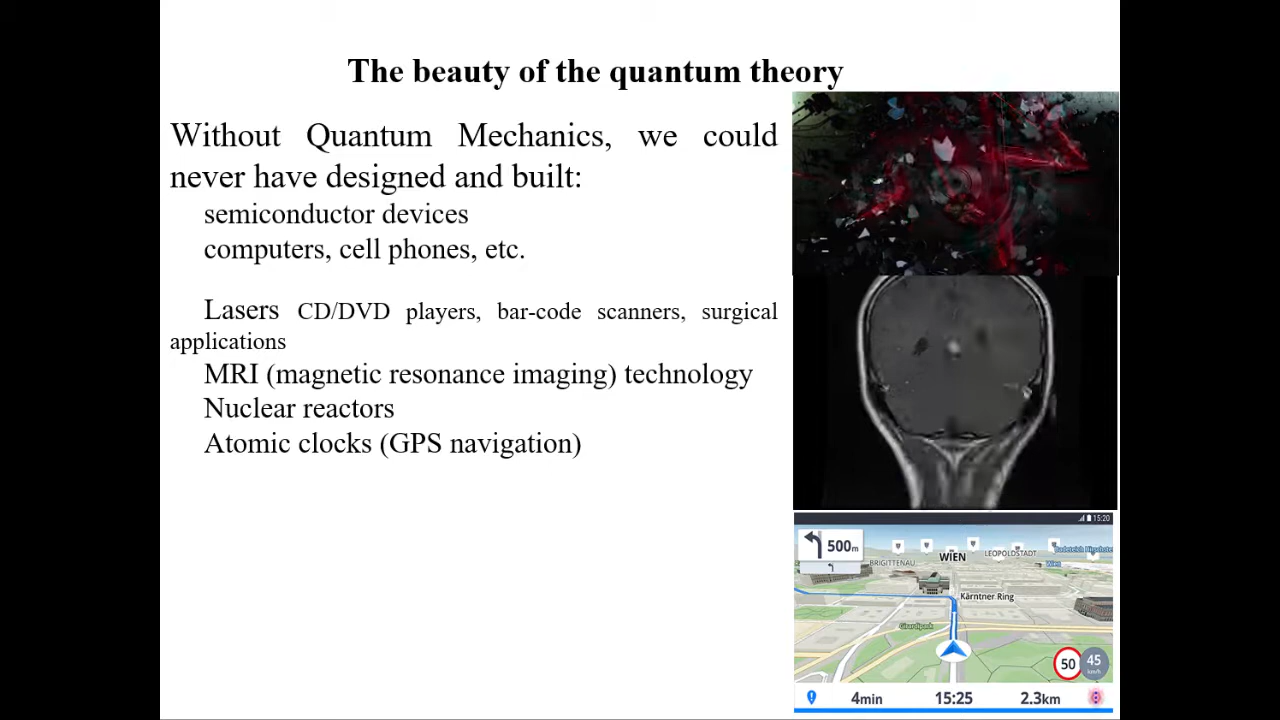 The beauty of the quantum theory
Without Quantum Mechanics, we could
never have designed and built:
semiconductor devices
computers, cell phones, etc.
Lasers CD/DVD players, bar-code scanners, surgical
applications
MRI (magnetic resonance imaging) technology
Nuclear reactors
Atomic clocks (GPS navigation)
15:20
500m
WIEN
LEOPOLDSTADT
BRIGITTENAU
Wien
Kärntner Ring
Girardipark
50
45
km/h
4min
15:25
2.3km